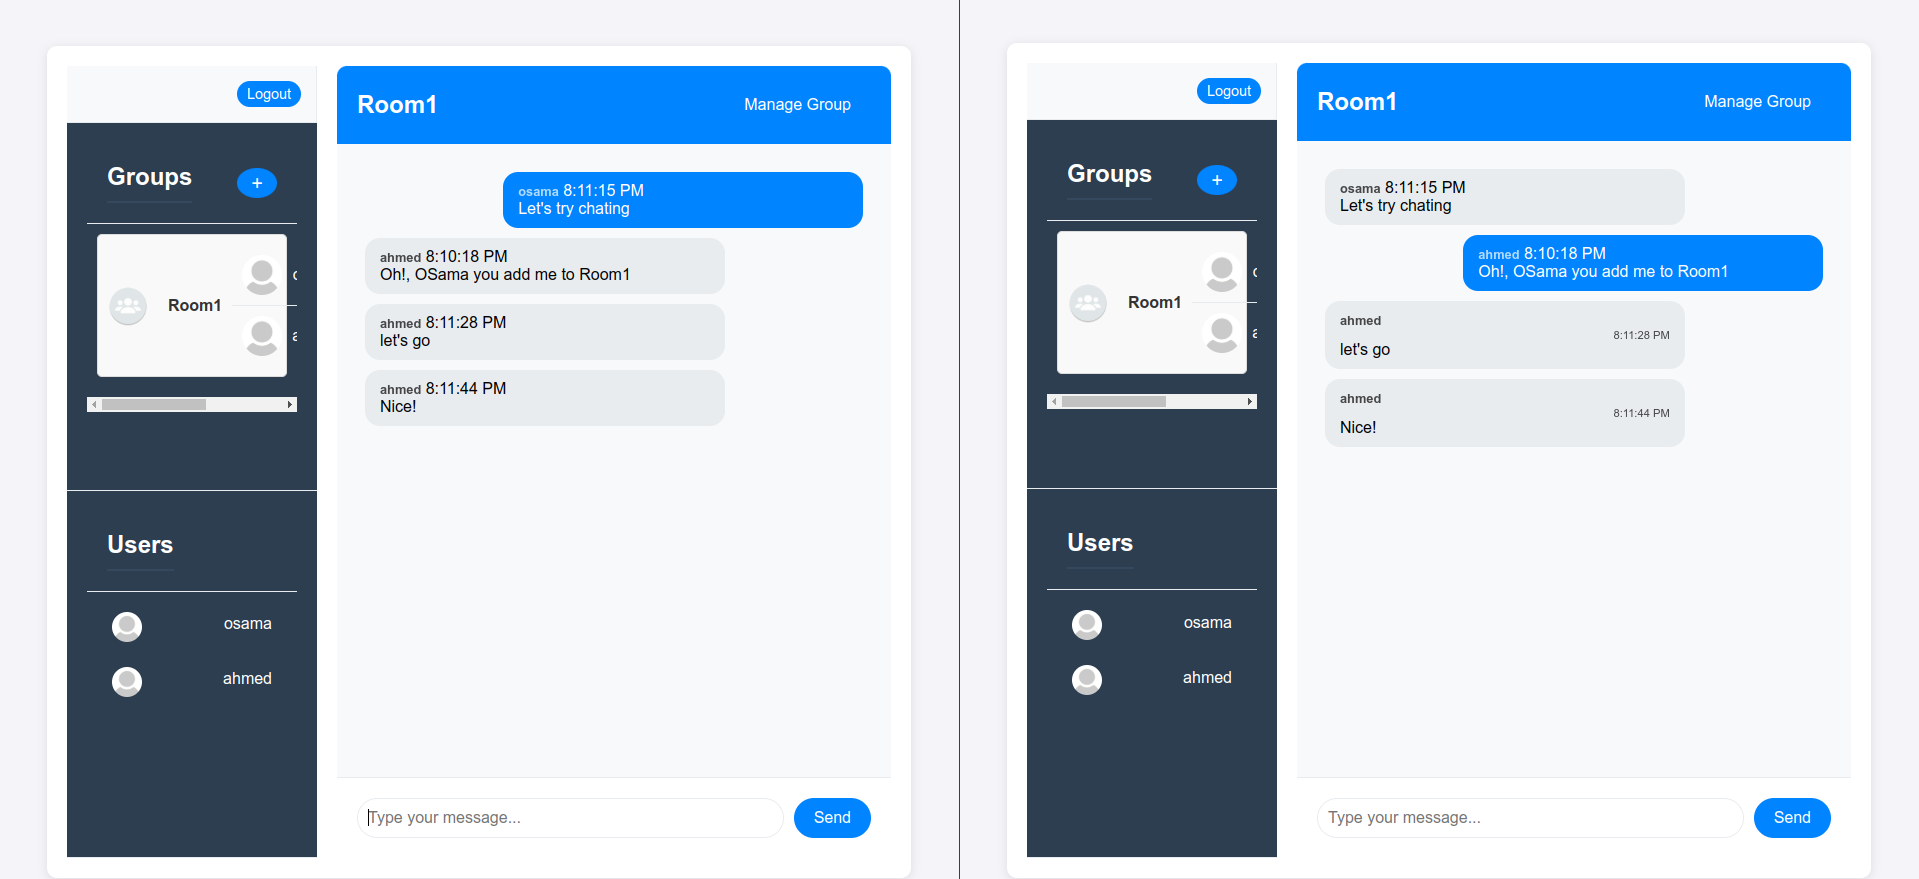 Logout
Groups
+
Room1
o
a
Users
osama
ahmed
Room1
Manage Group
osama 8:11:15 PM
Let's try chating
ahmed 8:10:18 PM
Oh!, OSama you add me to Room1
ahmed 8:11:28 PM
let's go
ahmed 8:11:44 PM
Nice!
Type your message...
Send
Logout
Groups
+
Room1
o
a
Users
osama
ahmed
Room1
Manage Group
osama 8:11:15 PM
Let's try chating
ahmed 8:10:18 PM
Oh!, OSama you add me to Room1
ahmed
8:11:28 PM
let's go
ahmed
8:11:44 PM
Nice!
Type your message...
Send